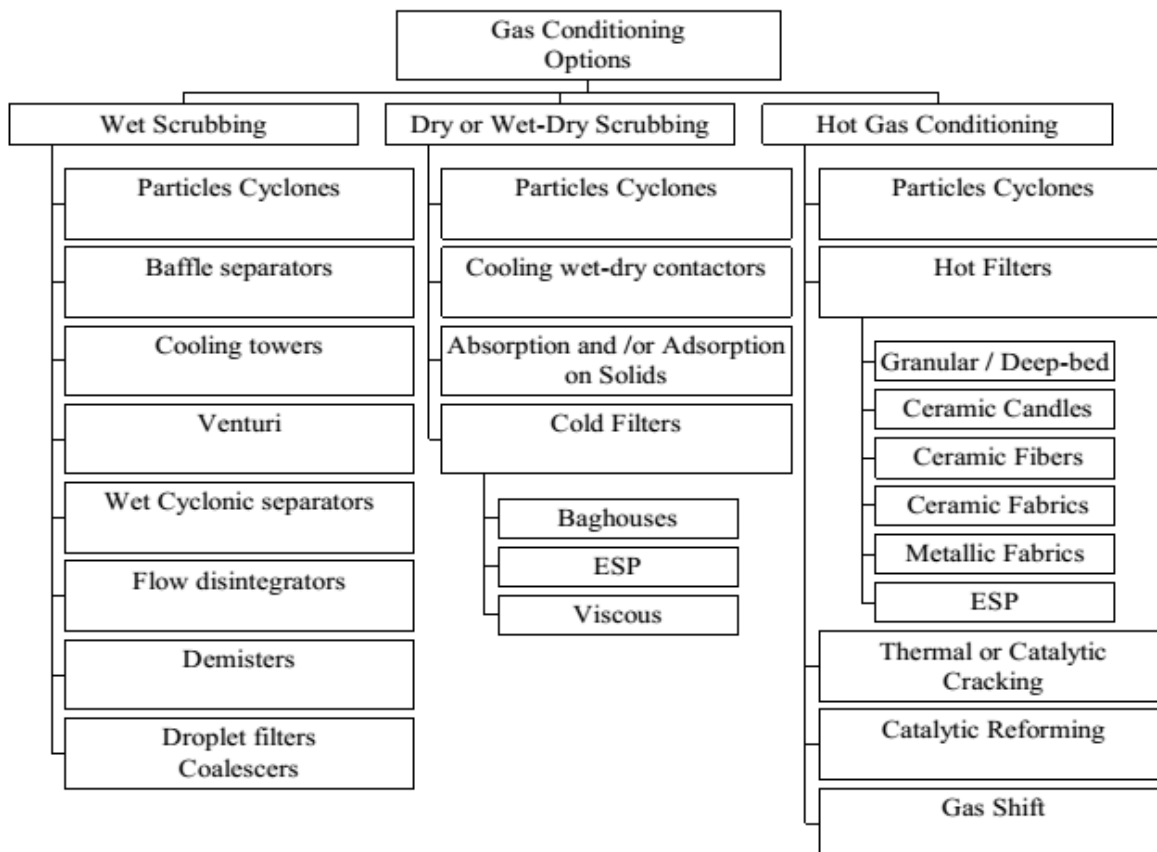 Gas Conditioning
Options
Wet Scrubbing
Dry or Wet-Dry Scrubbing
Hot Gas Conditioning
Particles Cyclones
Baffle separators
Cooling towers
Venturi
Wet Cyclonic separators
Flow disintegrators
Demisters
Droplet filters
Coalescers
Particles Cyclones
Cooling wet-dry contactors
Absorption and /or Adsorption
on Solids
Cold Filters
Baghouses
ESP
Viscous
Particles Cyclones
Hot Filters
Granular / Deep-bed
Ceramic Candles
Ceramic Fibers
Ceramic Fabrics
Metallic Fabrics
ESP
Thermal or Catalytic
Cracking
Catalytic Reforming
Gas Shift